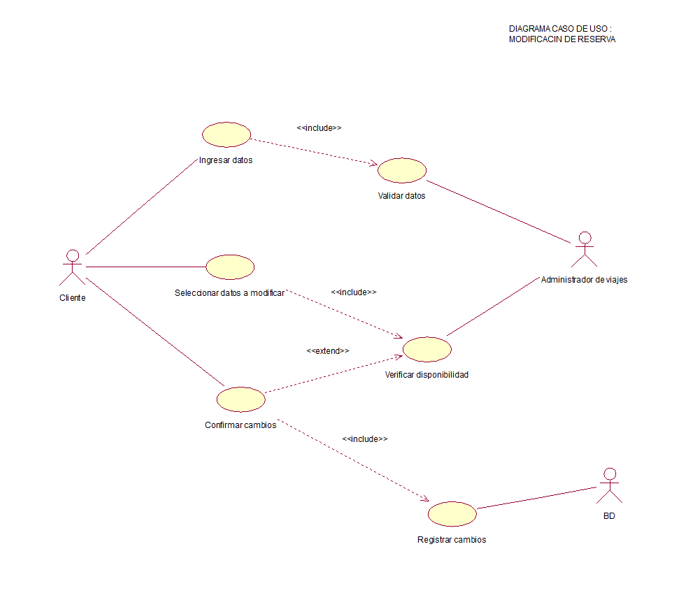 DIAGRAMA CASO DE USO :
MODIFICACIN DE RESERVA
<<include>>
Ingresar datos
Validar datos
Administrador de viajes
Cliente
Seleccionar datos a modificar
<<include>>
<<extend>>
Verificar disponibilidad
Confirmar cambios
<<include>>
BD
Registrar cambios